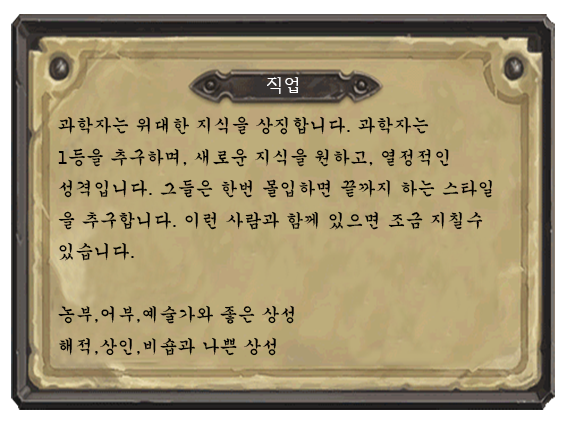 직업
과학자는 위대한 지식을 상징합니다. 과학자는
1등을 추구하며, 새로운 지식을 원하고, 열정적인
성격입니다. 그들은 한번 몰입하면 끝까지 하는 스타일
을 추구합니다. 이런 사람과 함께 있으면 조금 지칠수
있습니다.
농부,어부,예술가와 좋은 상성
해적,상인,비숍과 나쁜 상성